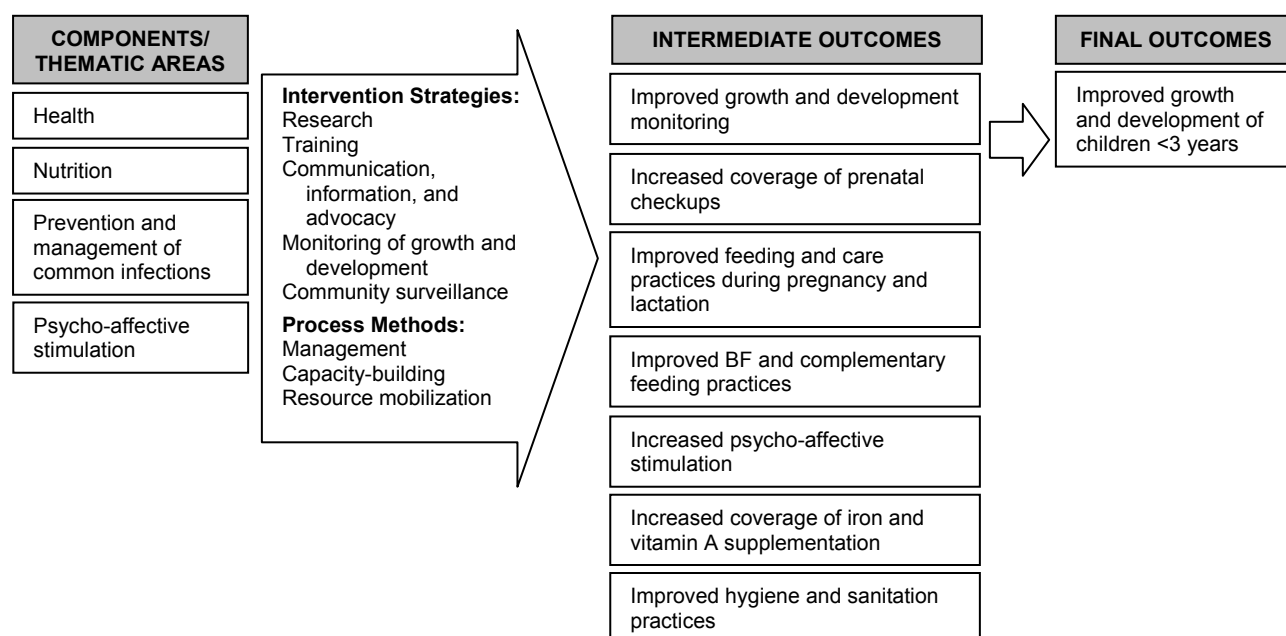 COMPONENTS/
THEMATIC AREAS
Health
Nutrition
Prevention and
management of
common infections
Psycho-affective
stimulation
Intervention Strategies:
Research
Training
Communication,
information, and
advocacy
Monitoring of growth and
development
Community surveillance
Process Methods:
Management
Capacity-building
Resource mobilization
INTERMEDIATE OUTCOMES
Improved growth and development
monitoring
Increased coverage of prenatal
checkups
Improved feeding and care
practices during pregnancy and
lactation
Improved BF and complementary
feeding practices
Increased psycho-affective
stimulation
Increased coverage of iron and
vitamin A supplementation
Improved hygiene and sanitation
practices
FINAL OUTCOMES
Improved growth
and development of
children <3 years